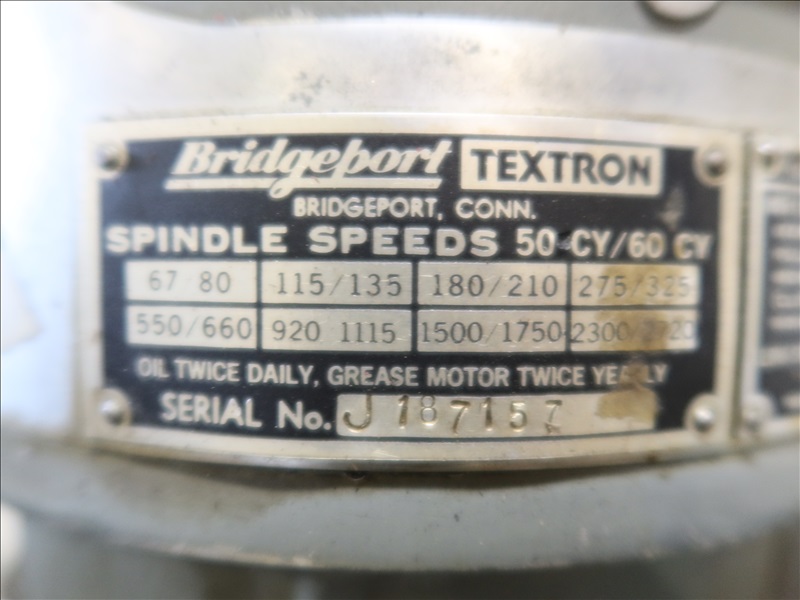 Bridgeport TEXTRON
BRIDGEPORT, CONN.
SPINDLE SPEEDS 50-CY/60 CY
67 80 115/135 180/210 275/325
550/660 920 1115 1500/1750 2300/2720
OIL TWICE DAILY, GREASE MOTOR TWICE YEARLY
SERIAL No. J 187157